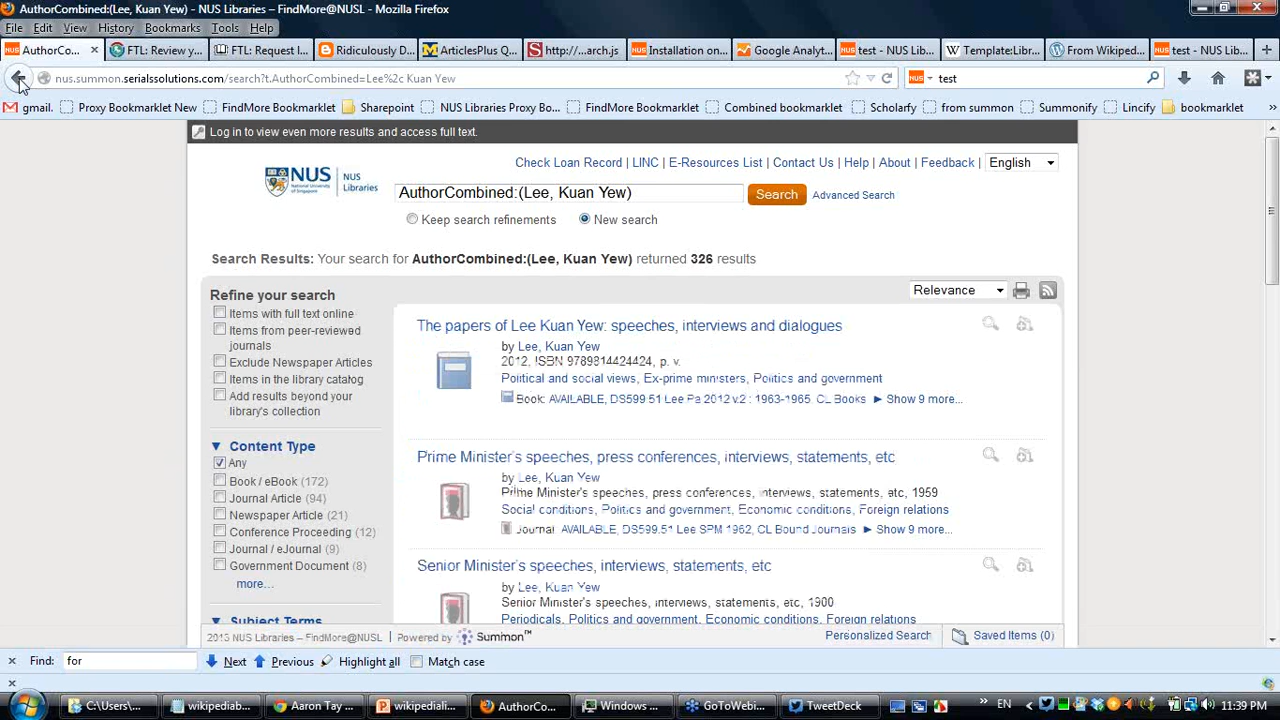 AuthorCombined:(Lee, Kuan Yew) - NUS Libraries – FindMore@NUSL - Mozilla Firefox
File Edit View History Bookmarks Tools Help
AuthorCo... FTL: Review y... FTL: Request I... Ridiculously D... ArticlesPlus Q... http://...arch.js Installation on... Google Analyt... test - NUS Lib... Template:Libr... From Wikiped... test - NUS Lib...
nus.summon.serialssolutions.com/search?t.AuthorCombined=Lee%2c Kuan Yew test
gmail. Proxy Bookmarklet New FindMore Bookmarklet Sharepoint NUS Libraries Proxy Bo... FindMore Bookmarklet Combined bookmarklet Scholarfy from summon Summonify Lincify bookmarklet »
Log in to view even more results and access full text.
Check Loan Record | LINC | E-Resources List | Contact Us | Help | About | Feedback | English
NUS National University of Singapore NUS Libraries
AuthorCombined:(Lee, Kuan Yew) Search Advanced Search
Keep search refinements New search
Search Results: Your search for AuthorCombined:(Lee, Kuan Yew) returned 326 results
Relevance
Refine your search
Items with full text online
Items from peer-reviewed
journals
Exclude Newspaper Articles
Items in the library catalog
Add results beyond your
library's collection
Content Type
Any
Book / eBook (172)
Journal Article (94)
Newspaper Article (21)
Conference Proceeding (12)
Journal / eJournal (9)
Government Document (8)
more...
Subject Terms
The papers of Lee Kuan Yew: speeches, interviews and dialogues
by Lee, Kuan Yew
2012, ISBN 9789814424424, p. v.
Political and social views, Ex-prime ministers, Politics and government
Book: AVAILABLE, DS599.51 Lee Pa 2012 v.2 : 1963-1965, CL Books ► Show 9 more...
Prime Minister's speeches, press conferences, interviews, statements, etc
by Lee, Kuan Yew
Prime Minister's speeches, press conferences, interviews, statements, etc, 1959
Social conditions, Politics and government, Economic conditions, Foreign relations
Journal: AVAILABLE, DS599.51 Lee SPM 1962, CL Bound Journals ► Show 9 more...
Senior Minister's speeches, interviews, statements, etc
by Lee, Kuan Yew
Senior Minister's speeches, interviews, statements, etc, 1900
Periodicals, Politics and government, Economic conditions, Foreign relations
2013 NUS Libraries – FindMore@NUSL | Powered by Summon™ Personalized Search Saved Items (0)
Find: for Next Previous Highlight all Match case
C:\Users\... wikipediab... Aaron Tay ... wikipediali... AuthorCo... Windows ... GoToWebi... TweetDeck » EN 11:39 PM